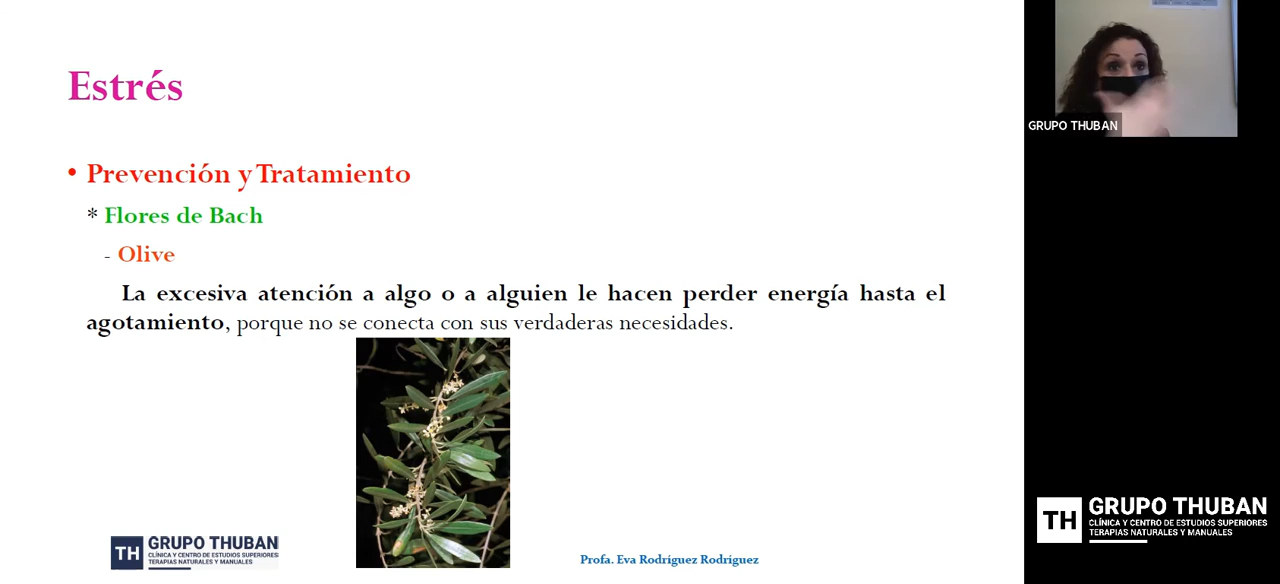 Estrés
• Prevención y Tratamiento
* Flores de Bach
- Olive
La excesiva atención a algo o a alguien le hacen perder energía hasta el
agotamiento, porque no se conecta con sus verdaderas necesidades.
TH GRUPO THUBAN
CLÍNICA Y CENTRO DE ESTUDIOS SUPERIORES
TERAPIAS NATURALES Y MANUALES
Profa. Eva Rodríguez Rodríguez
GRUPO THUBAN
TH GRUPO THUBAN
CLÍNICA Y CENTRO DE ESTUDIOS SUPERIORES
TERAPIAS NATURALES Y MANUALES